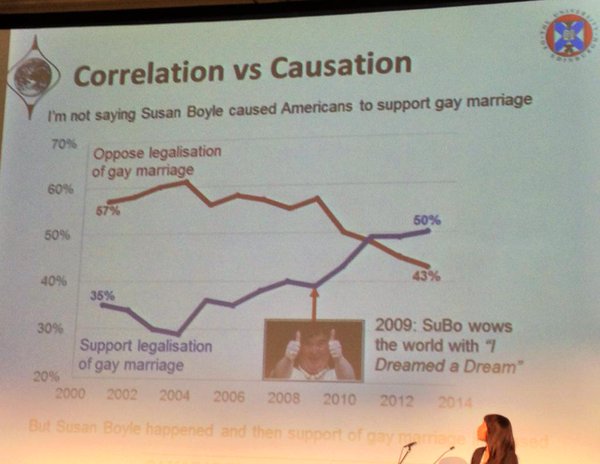 Correlation vs Causation
I'm not saying Susan Boyle caused Americans to support gay marriage
70%
Oppose legalisation
of gay marriage
60%
57%
50%
50%
40%
43%
35%
30%
2009: SuBo wows
the world with "I
Dreamed a Dream"
Support legalisation
of gay marriage
20%
2000 2002 2004 2006 2008 2010 2012 2014
But Susan Boyle happened and then support of gay